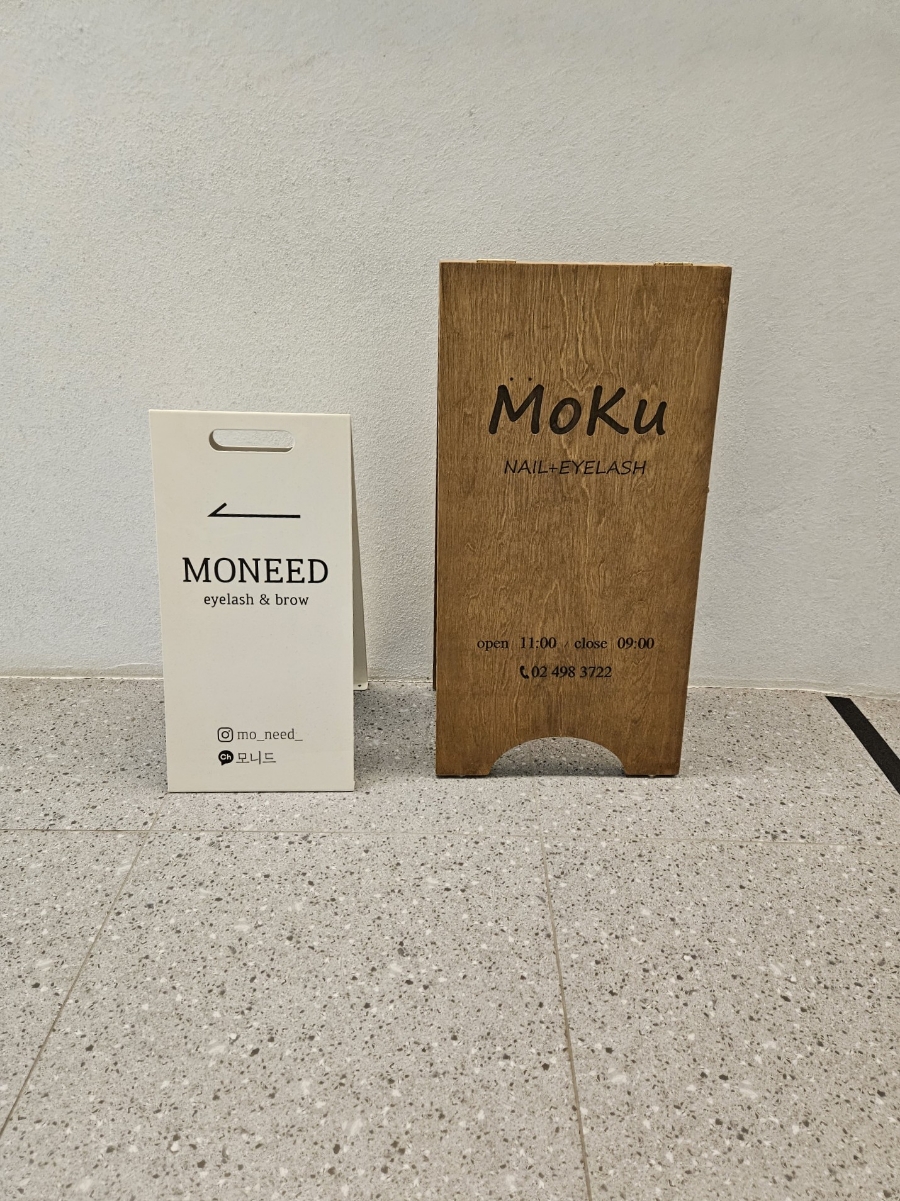 MONEED
eyelash & brow
mo_need_
Ch 모니드
MoKu
NAIL+EYELASH
open 11:00 / close 09:00
02 498 3722